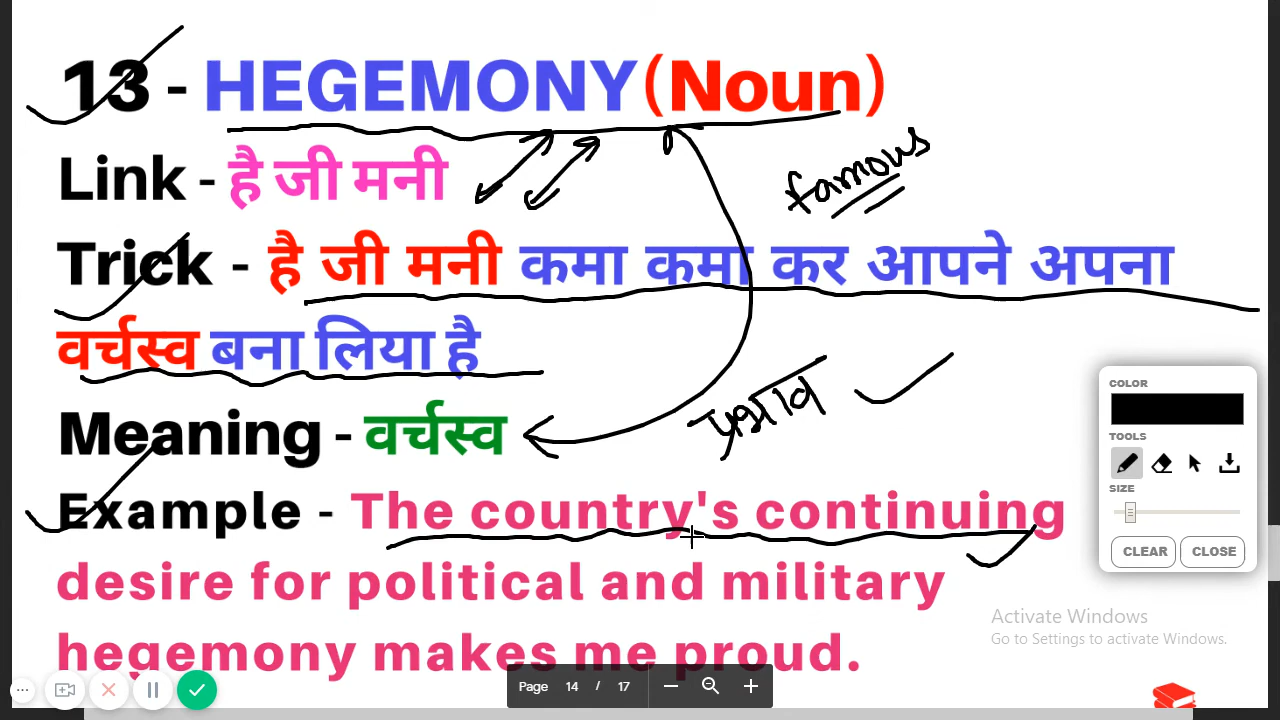 13 - HEGEMONY(Noun)
Link - है जी मनी
famous
Trick - है जी मनी कमा कमा कर आपने अपना
वर्चस्व बना लिया है
प्रभाव
Meaning - वर्चस्व
Example - The country's continuing
desire for political and military
hegemony makes me proud.
COLOR
TOOLS
SIZE
CLEAR CLOSE
Activate Windows
Go to Settings to activate Windows.
Page 14 / 17